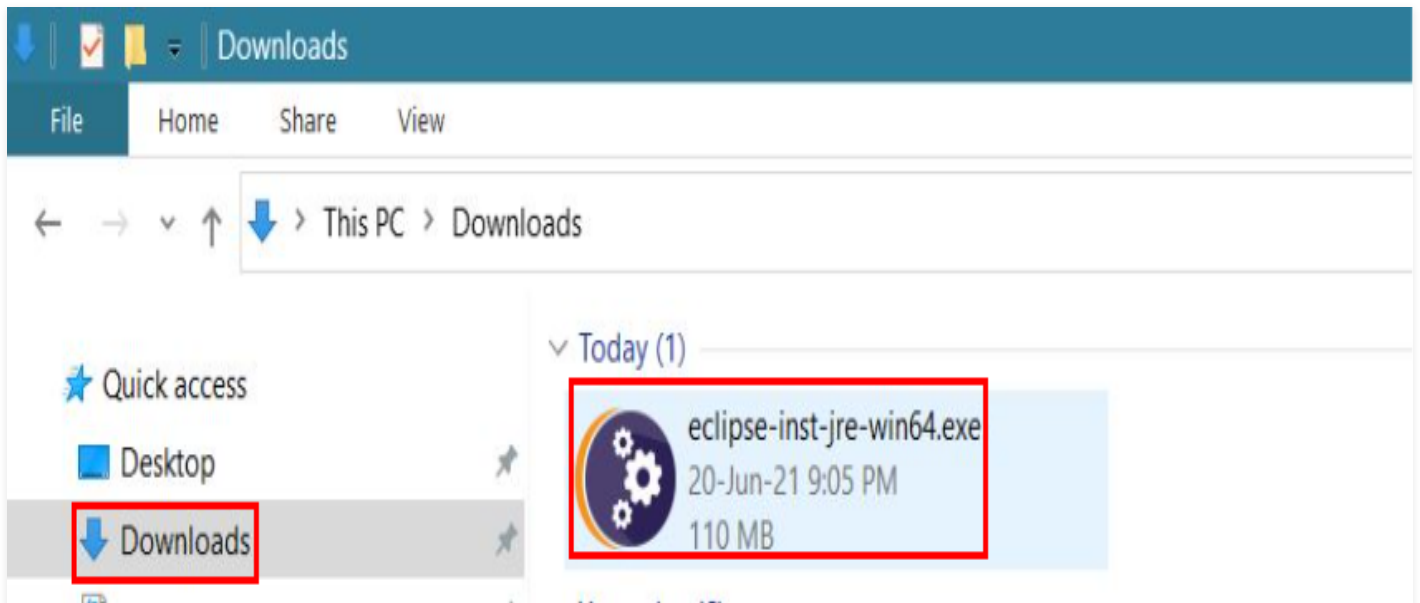 Downloads
File Home Share View
This PC Downloads
Today (1)
Quick access
eclipse-inst-jre-win64.exe
20-Jun-21 9:05 PM
110 MB
Desktop
Downloads